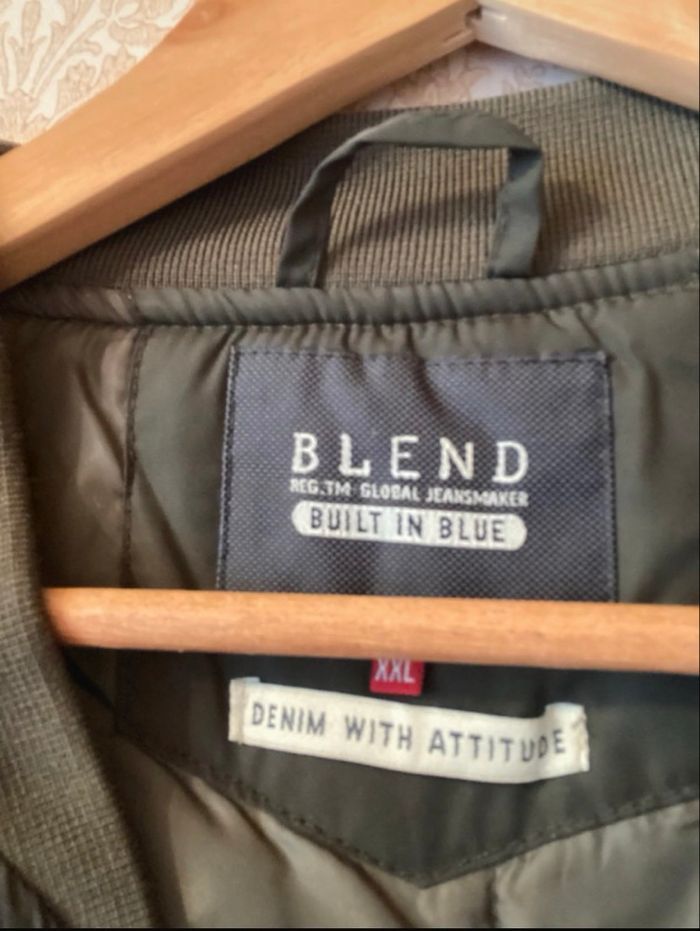 BLEND
REG.TM GLOBAL JEANSMAKER
BUILT IN BLUE
XXL
DENIM WITH ATTITUDE